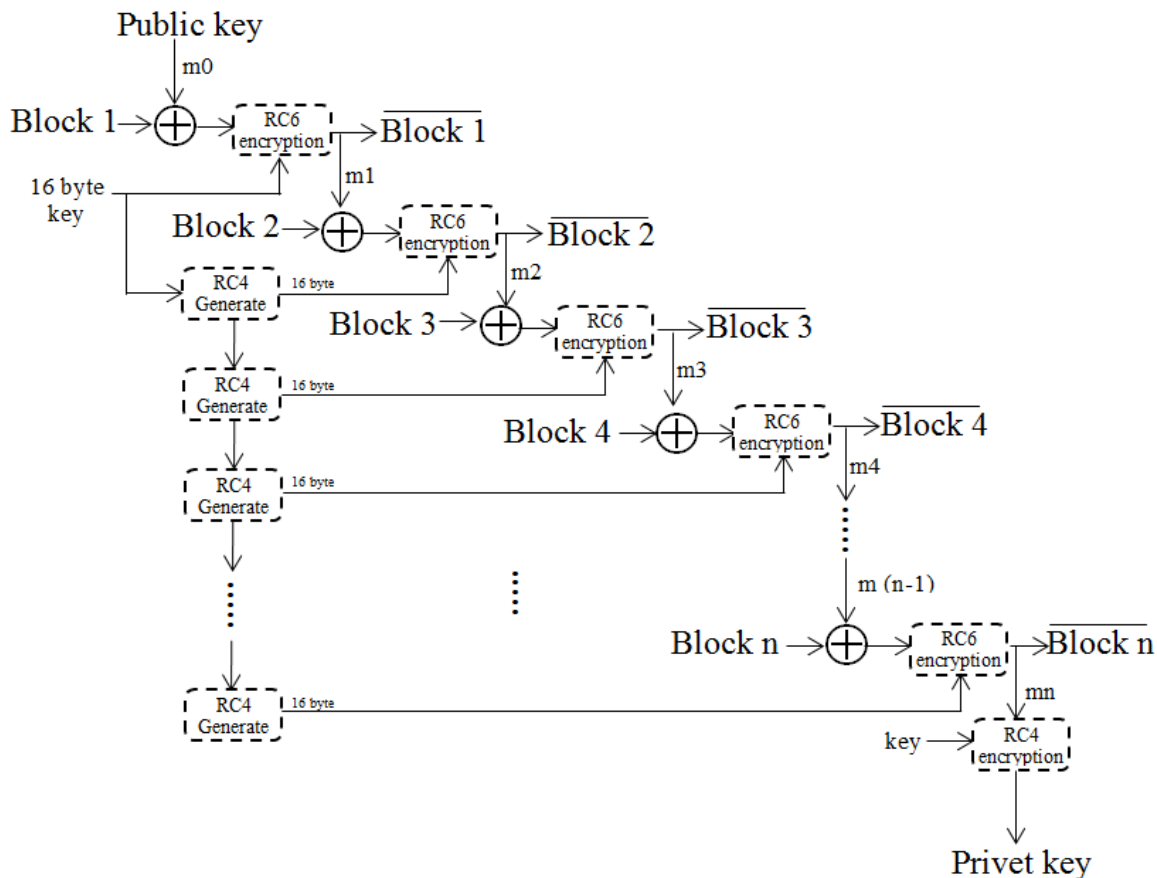 Public key
m0
Block 1
RC6
encryption
Block 1
16 byte
key
m1
Block 2
RC6
encryption
Block 2
RC4
Generate
16 byte
m2
Block 3
RC6
encryption
Block 3
RC4
Generate
16 byte
m3
Block 4
RC6
encryption
Block 4
RC4
Generate
16 byte
m4
m (n-1)
Block n
RC6
encryption
Block n
RC4
Generate
16 byte
mn
key
RC4
encryption
Privet key